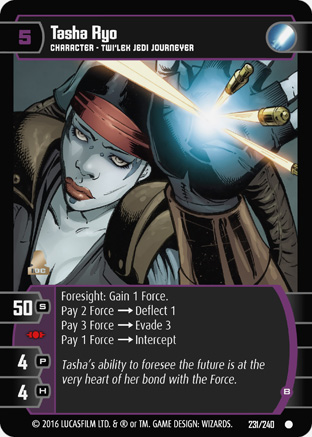 5
Tasha Ryo
CHARACTER - TWI'LEK JEDI JOURNEYER
50 S
4 P
4 H
Foresight: Gain 1 Force.
Pay 2 Force → Deflect 1
Pay 3 Force → Evade 3
Pay 1 Force → Intercept
Tasha's ability to foresee the future is at the
very heart of her bond with the Force.
B
© 2016 LUCASFILM LTD. & ® or TM. GAME DESIGN: WIZARDS.
231/240